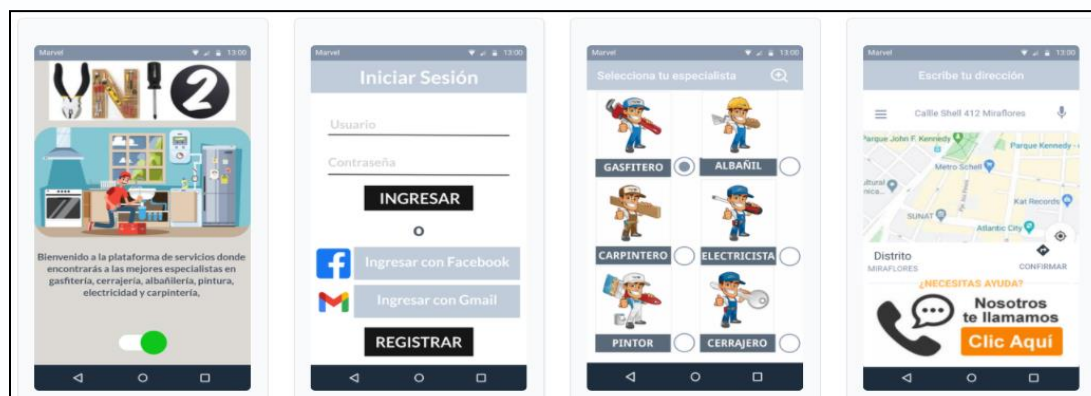 Marvel
13:00
UNI2
Bienvenido a la plataforma de servicios donde
encontrarás a las mejores especialistas en
gasfitería, cerrajería, albañilería, pintura,
electricidad y carpintería,
Marvel
13:00
Iniciar Sesión
Usuario
Contraseña
INGRESAR
o
Ingresar con Facebook
Ingresar con Gmail
REGISTRAR
Marvel
13:00
Selecciona tu especialista
GASFITERO
ALBAÑIL
CARPINTERO
ELECTRICISTA
PINTOR
CERRAJERO
Marvel
13:00
Escribe tu dirección
Callle Shell 412 Miraflores
Parque John F. Kennedy
Parque Kennedy
Metro Schell
Kat Records
SUNAT
Atlantic City
Distrito
MIRAFLORES
CONFIRMAR
¿NECESITAS AYUDA?
Nosotros
te llamamos
Clic Aquí